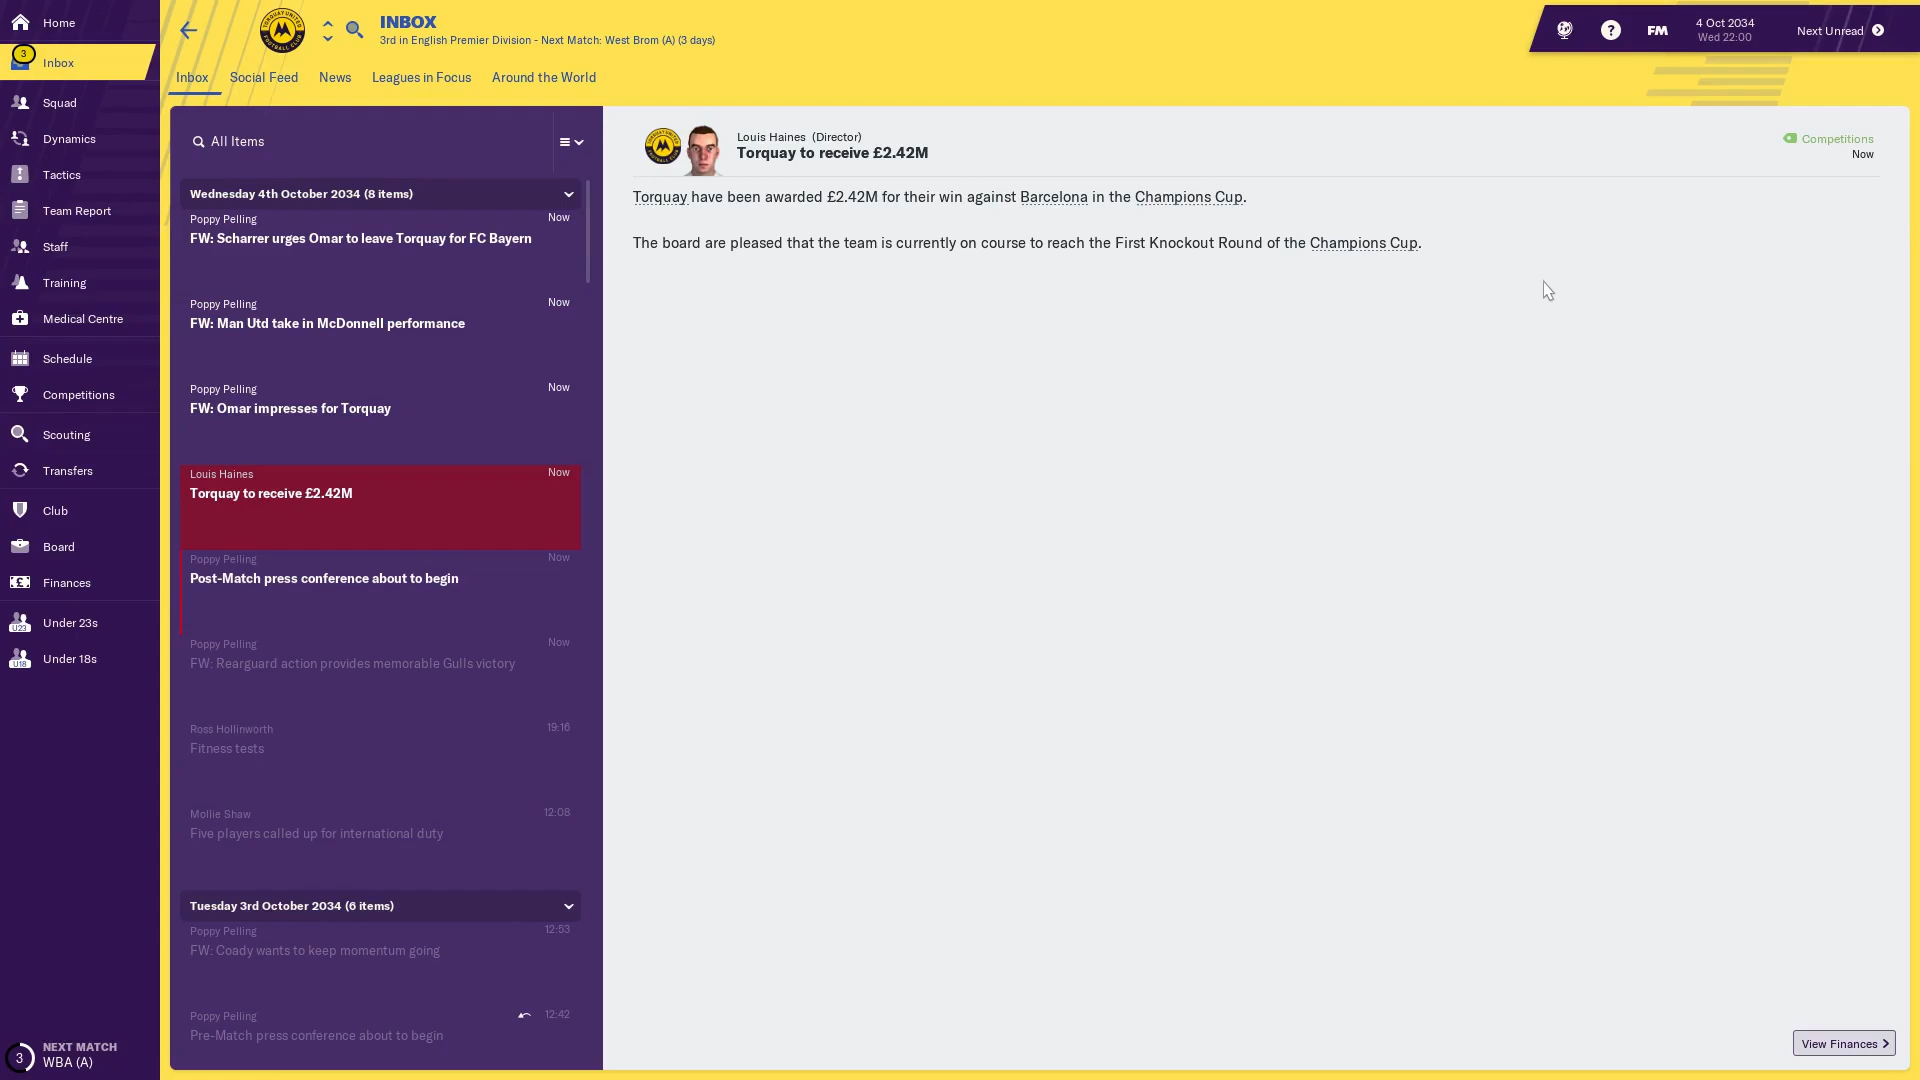 Home
3
Inbox
Squad
Dynamics
Tactics
Team Report
Staff
Training
Medical Centre
Schedule
Competitions
Scouting
Transfers
Club
Board
Finances
U23
Under 23s
U18
Under 18s
3
NEXT MATCH
WBA (A)
TORQUAY UNITED
FOOTBALL CLUB
INBOX
3rd in English Premier Division - Next Match: West Brom (A) (3 days)
?
FM
4 Oct 2034
Wed 22:00
Next Unread
Inbox
Social Feed
News
Leagues in Focus
Around the World
All Items
Wednesday 4th October 2034 (8 items)
Poppy Pelling
Now
FW: Scharrer urges Omar to leave Torquay for FC Bayern
Poppy Pelling
Now
FW: Man Utd take in McDonnell performance
Poppy Pelling
Now
FW: Omar impresses for Torquay
Louis Haines
Now
Torquay to receive £2.42M
Poppy Pelling
Now
Post-Match press conference about to begin
Poppy Pelling
Now
FW: Rearguard action provides memorable Gulls victory
Ross Hollinworth
19:16
Fitness tests
Mollie Shaw
12:08
Five players called up for international duty
Tuesday 3rd October 2034 (6 items)
Poppy Pelling
12:53
FW: Coady wants to keep momentum going
Poppy Pelling
12:42
Pre-Match press conference about to begin
Louis Haines (Director)
Torquay to receive £2.42M
Competitions
Now
Torquay have been awarded £2.42M for their win against Barcelona in the Champions Cup.
The board are pleased that the team is currently on course to reach the First Knockout Round of the Champions Cup.
View Finances